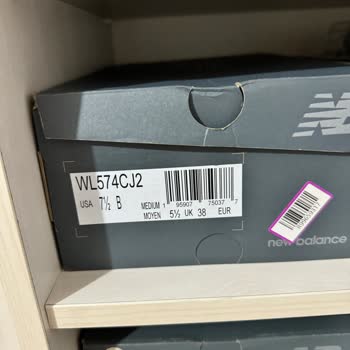 WL574CJ2
USA 7½ B
MEDIUM 1 95907 75037 7
MOYEN 5½ UK 38 EUR
new balance